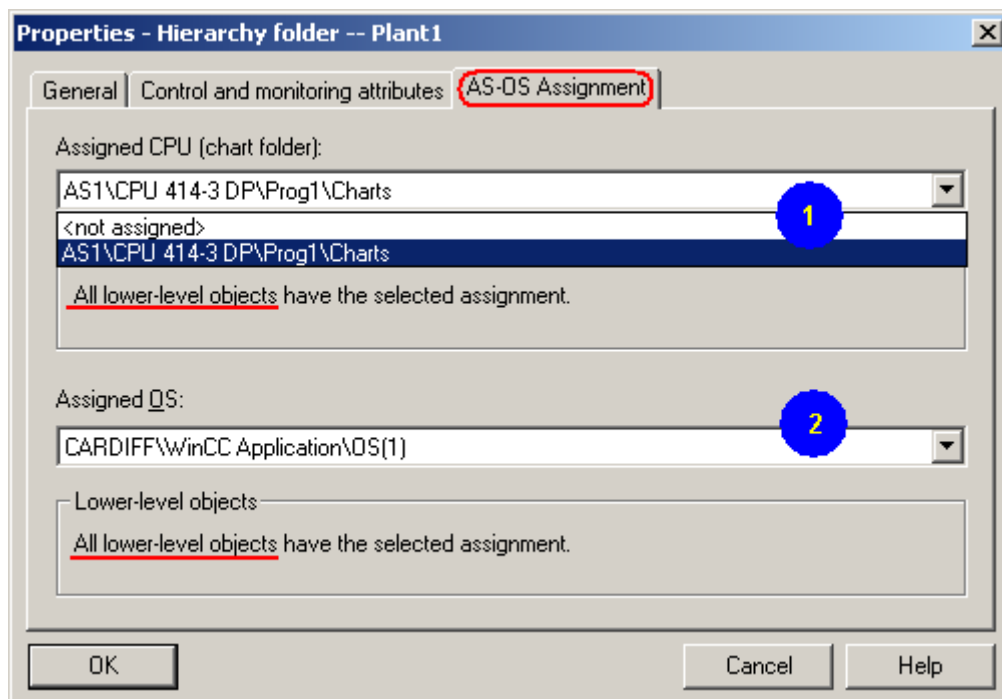 Properties - Hierarchy folder -- Plant1
General
Control and monitoring attributes
AS-OS Assignment
Assigned CPU (chart folder):
AS1\CPU 414-3 DP\Prog1\Charts
1
<not assigned>
AS1\CPU 414-3 DP\Prog1\Charts
All lower-level objects have the selected assignment.
Assigned OS:
2
CARDIFF\WinCC Application\OS(1)
Lower-level objects
All lower-level objects have the selected assignment.
OK
Cancel
Help